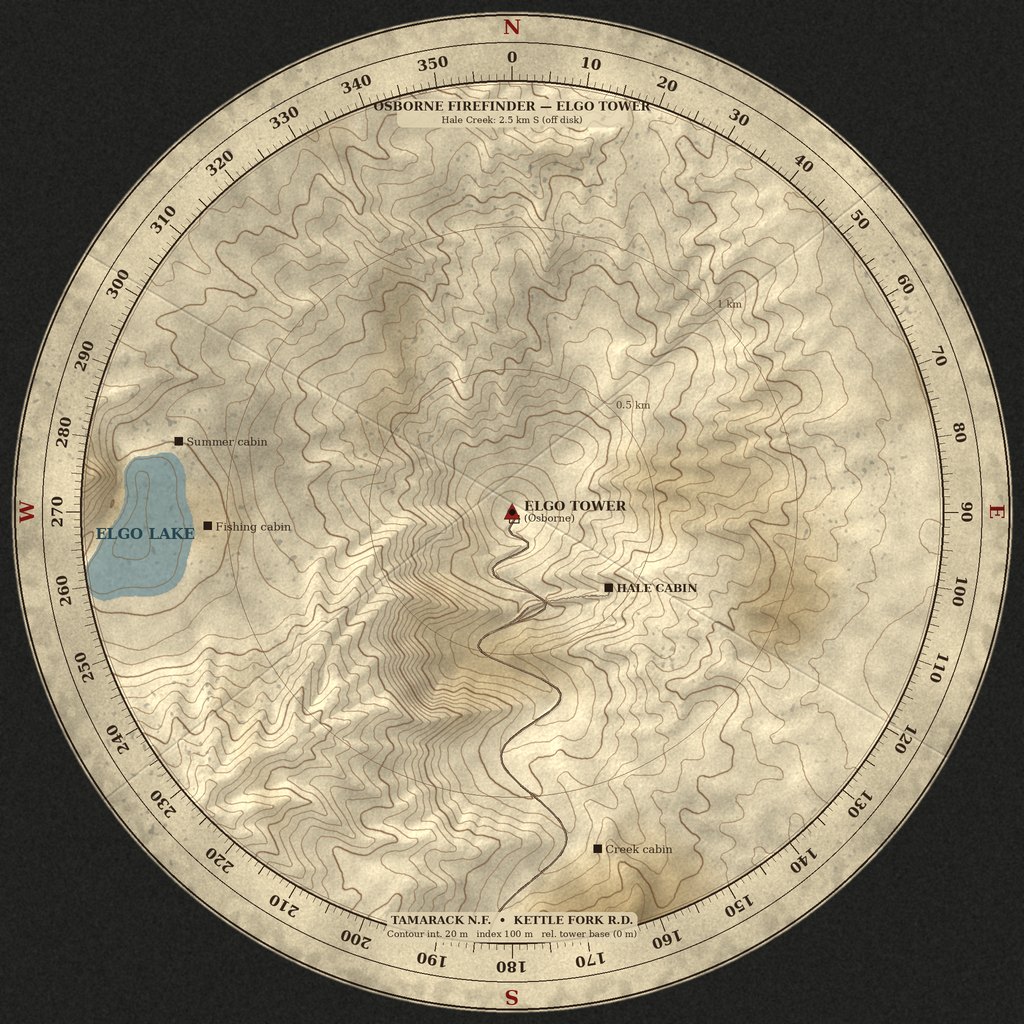 N
0
10
20
30
40
50
60
70
80
90
E
100
110
120
130
140
150
160
170
180
S
190
200
210
220
230
240
250
260
270
W
280
290
300
310
320
330
340
350
OSBORNE FIREFINDER — ELGO TOWER
Hale Creek: 2.5 km S (off disk)
1 km
0.5 km
Summer cabin
ELGO TOWER
(Osborne)
Fishing cabin
ELGO LAKE
HALE CABIN
Creek cabin
TAMARACK N.F. • KETTLE FORK R.D.
Contour int. 20 m index 100 m rel. tower base (0 m)